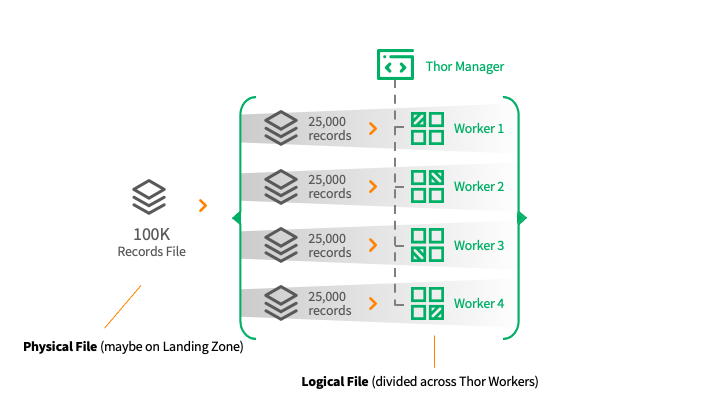 Thor Manager
25,000
records
Worker 1
25,000
records
Worker 2
100K
Records File
25,000
records
Worker 3
25,000
records
Worker 4
Physical File (maybe on Landing Zone)
Logical File (divided across Thor Workers)